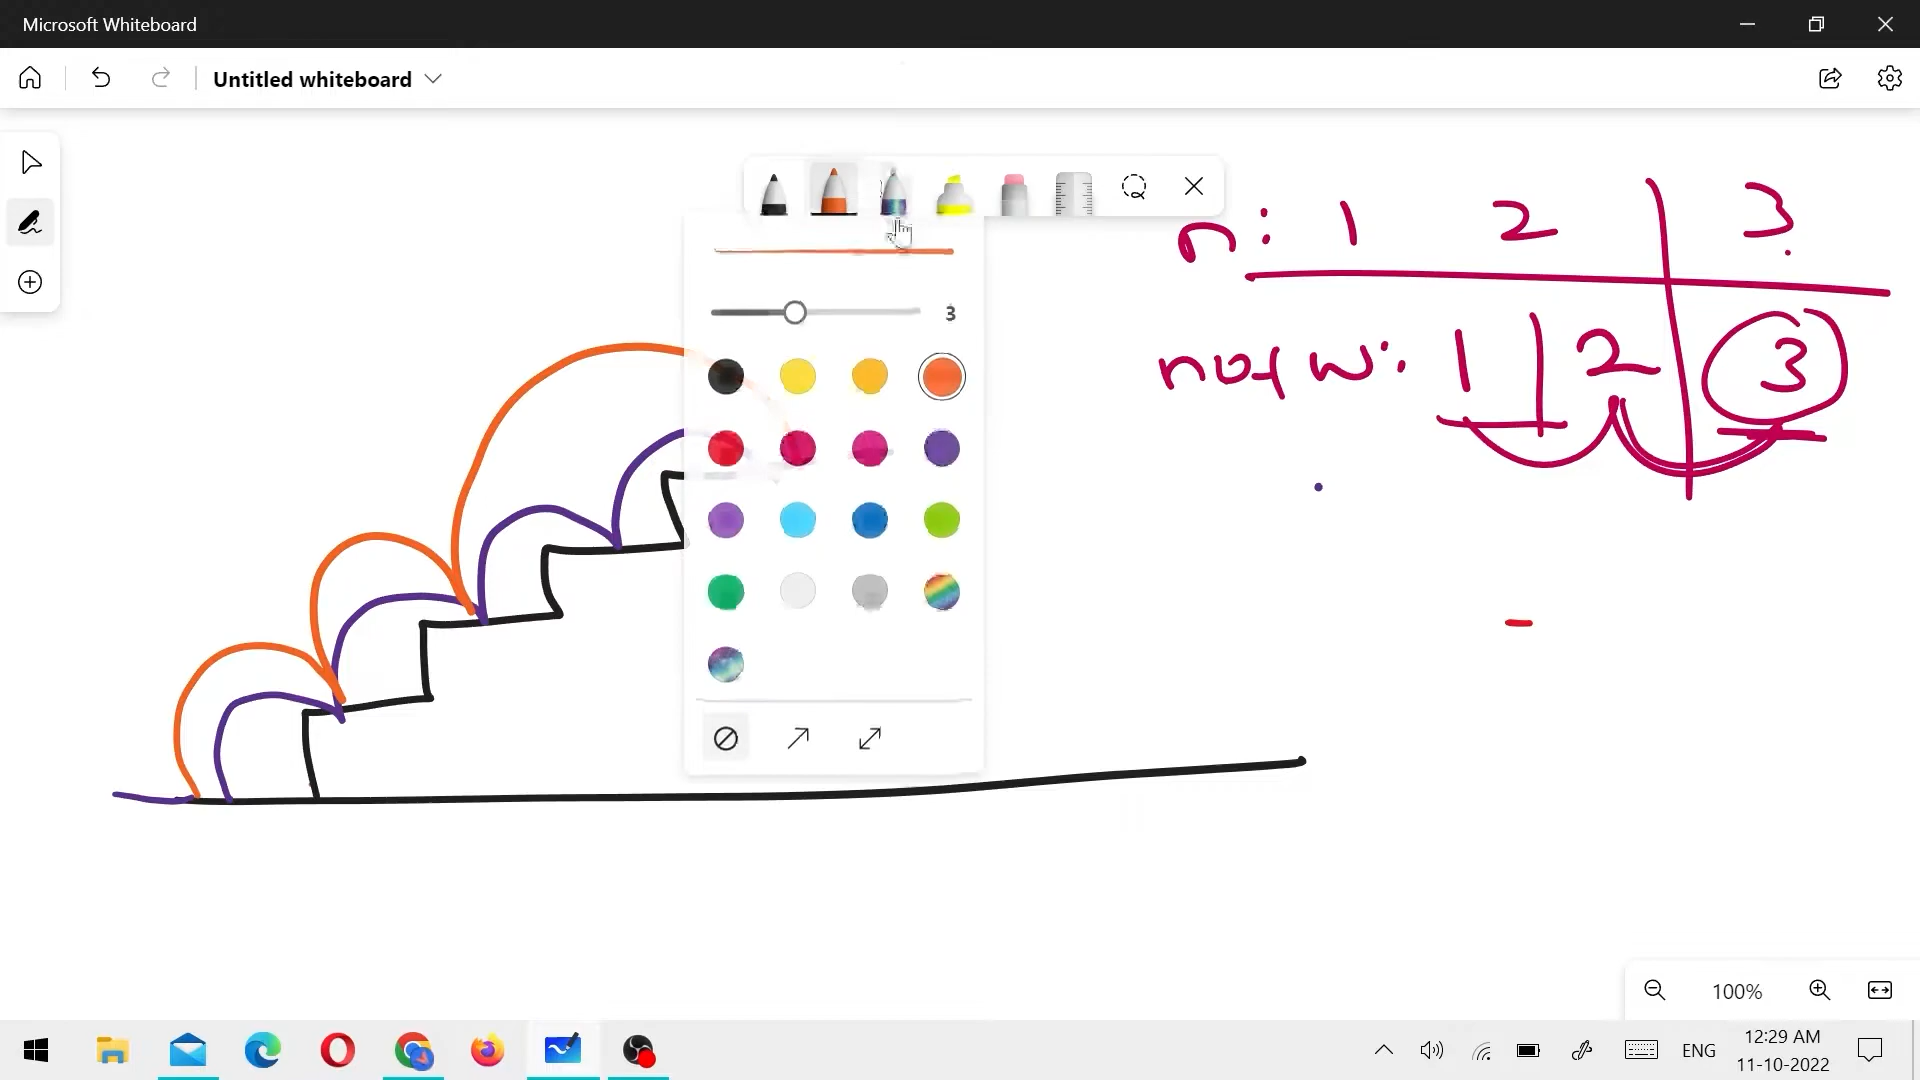 Microsoft Whiteboard
Untitled whiteboard
n: 1 2 3
3
no of w: 1 2 3
100%
ENG
12:29 AM
11-10-2022